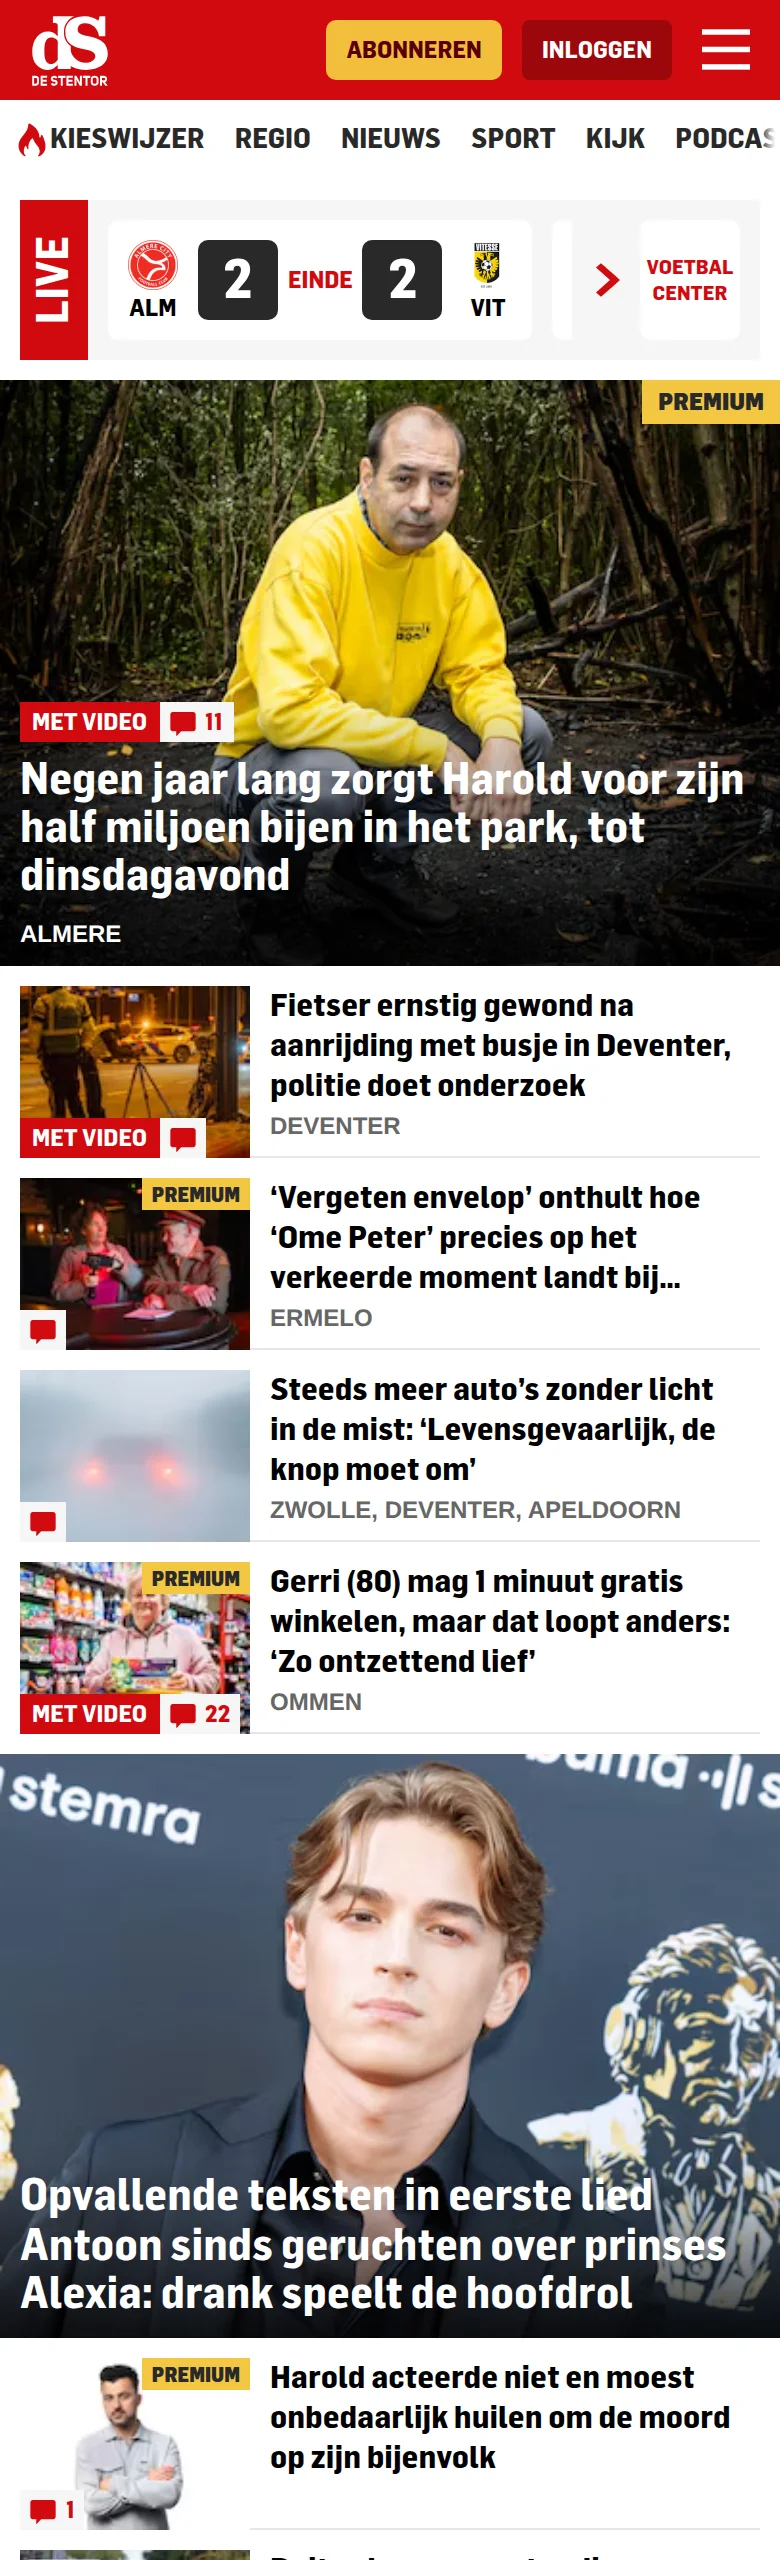 dS
DE STENTOR
ABONNEREN
INLOGGEN
KIESWIJZER REGIO NIEUWS SPORT KIJK PODCAS
LIVE
ALM
2
EINDE
2
VITESSE
VIT
VOETBAL
CENTER
PREMIUM
MET VIDEO 11
Negen jaar lang zorgt Harold voor zijn
half miljoen bijen in het park, tot
dinsdagavond
ALMERE
Fietser ernstig gewond na
aanrijding met busje in Deventer,
politie doet onderzoek
DEVENTER
MET VIDEO
PREMIUM
‘Vergeten envelop’ onthult hoe
‘Ome Peter’ precies op het
verkeerde moment landt bij...
ERMELO
Steeds meer auto’s zonder licht
in de mist: ‘Levensgevaarlijk, de
knop moet om’
ZWOLLE, DEVENTER, APELDOORN
PREMIUM
Gerri (80) mag 1 minuut gratis
winkelen, maar dat loopt anders:
‘Zo ontzettend lief’
OMMEN
MET VIDEO 22
stemra
buma
Opvallende teksten in eerste lied
Antoon sinds geruchten over prinses
Alexia: drank speelt de hoofdrol
PREMIUM
Harold acteerde niet en moest
onbedaarlijk huilen om de moord
op zijn bijenvolk
1